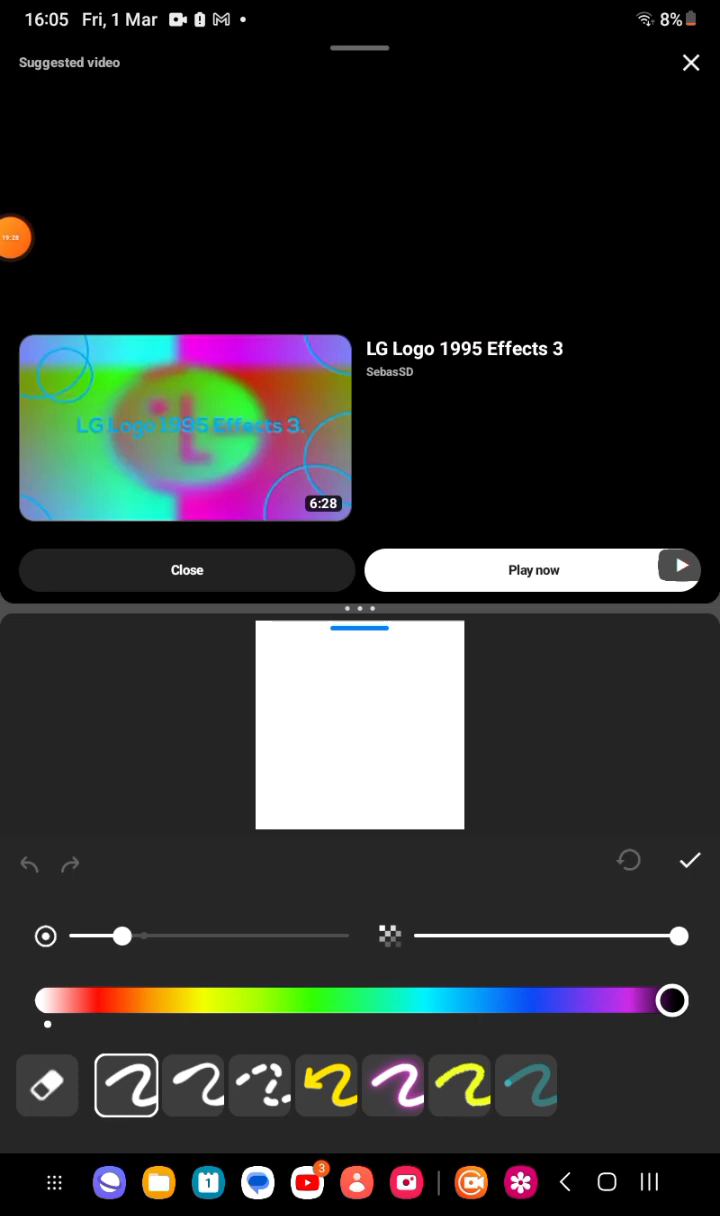 16:05 Fri, 1 Mar
8%
Suggested video
19:28
LG Logo 1995 Effects 3
SebasSD
LG Logo 1995 Effects 3.
6:28
Close
Play now
1
3